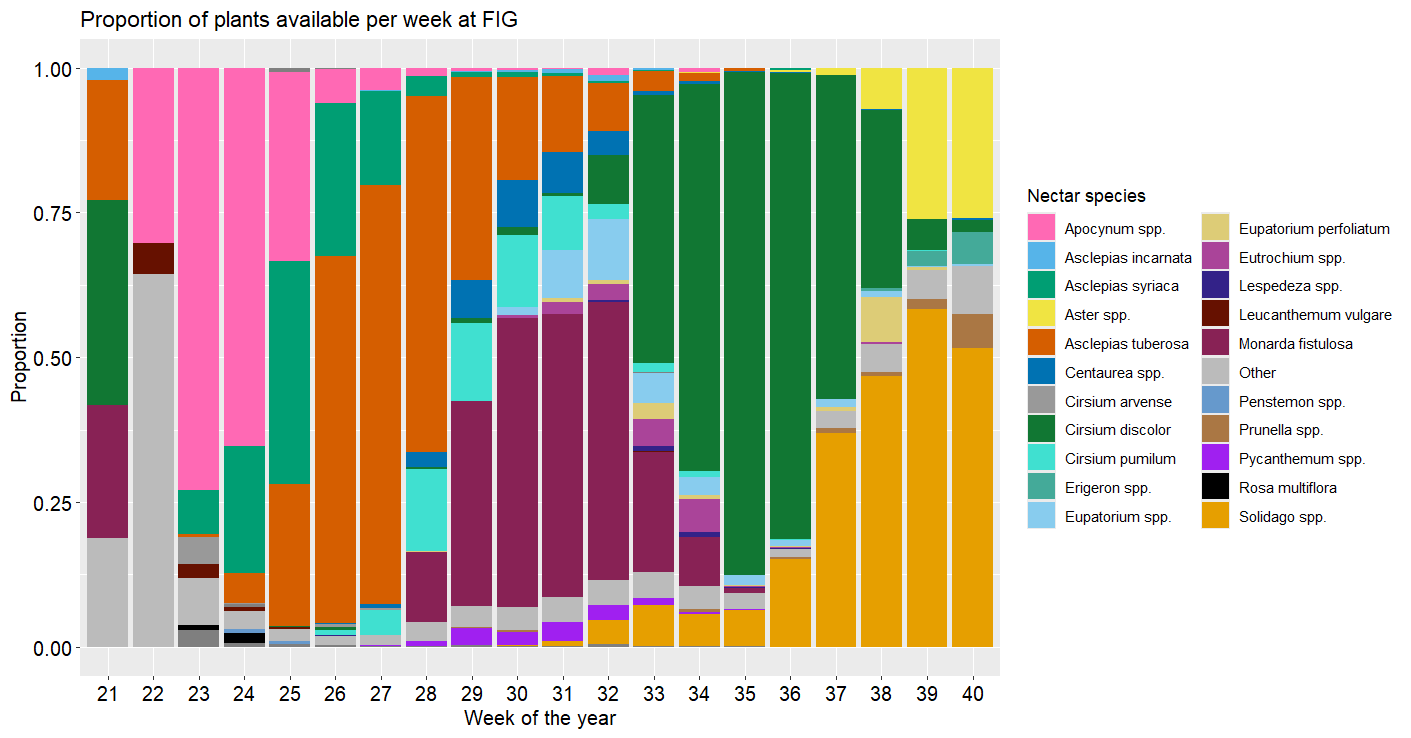 Proportion of plants available per week at FIG
1.00
0.75
0.50
0.25
0.00
Proportion
21 22 23 24 25 26 27 28 29 30 31 32 33 34 35 36 37 38 39 40
Week of the year
Nectar species
Apocynum spp.
Asclepias incarnata
Asclepias syriaca
Aster spp.
Asclepias tuberosa
Centaurea spp.
Cirsium arvense
Cirsium discolor
Cirsium pumilum
Erigeron spp.
Eupatorium spp.
Eupatorium perfoliatum
Eutrochium spp.
Lespedeza spp.
Leucanthemum vulgare
Monarda fistulosa
Other
Penstemon spp.
Prunella spp.
Pycanthemum spp.
Rosa multiflora
Solidago spp.